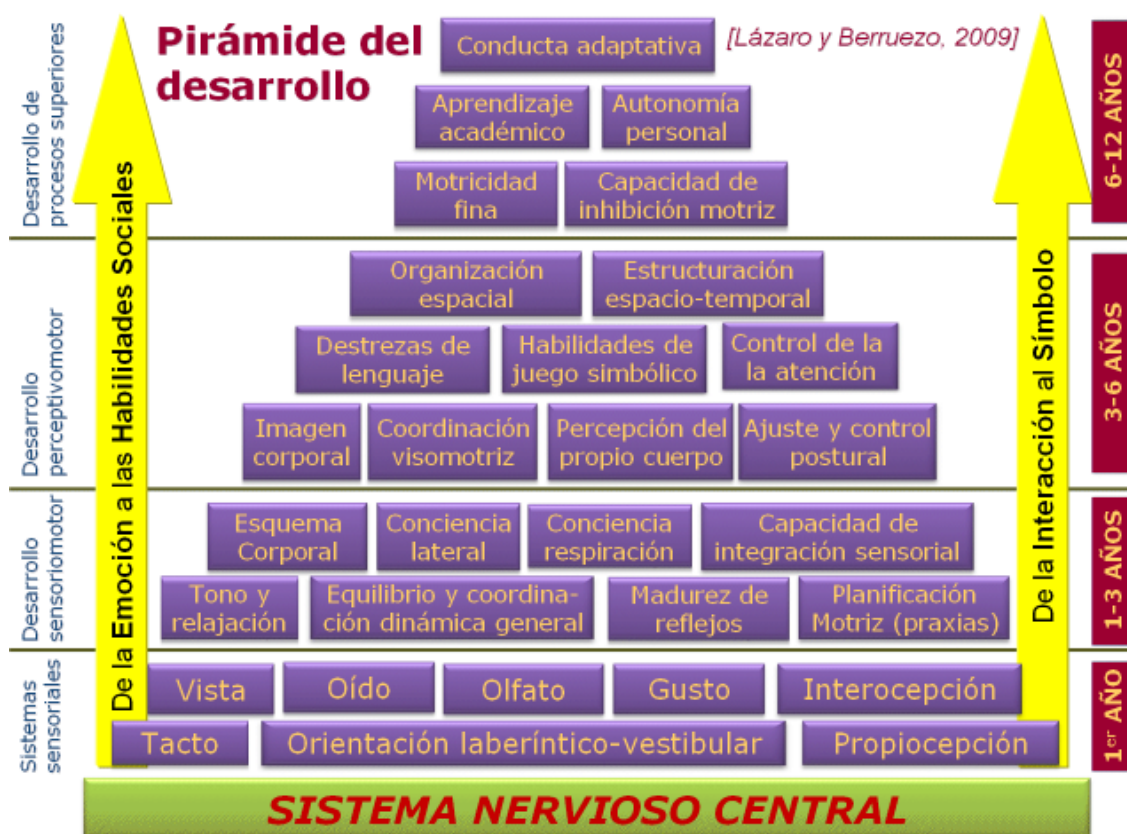 Pirámide del
desarrollo
[Lázaro y Berruezo, 2009]
Conducta adaptativa
Aprendizaje
académico
Autonomía
personal
Motricidad
fina
Capacidad de
inhibición motriz
Desarrollo de
procesos superiores
6-12 AÑOS
Organización
espacial
Estructuración
espacio-temporal
Destrezas de
lenguaje
Habilidades de
juego simbólico
Control de la
la atención
Imagen
corporal
Coordinación
visomotriz
Percepción del
propio cuerpo
Ajuste y control
postural
Desarrollo
perceptivomotor
3-6 AÑOS
Esquema
Corporal
Conciencia
lateral
Conciencia
respiración
Capacidad de
integración sensorial
Tono y
relajación
Equilibrio y coordina-
ción dinámica general
Madurez de
reflejos
Planificación
Motriz (praxias)
Desarrollo
sensoriomotor
1-3 AÑOS
Vista
Oído
Olfato
Gusto
Interocepción
Tacto
Orientación laberíntico-vestibular
Propiocepción
Sistemas
sensoriales
1er AÑO
De la Emoción a las Habilidades Sociales
De la Interacción al Símbolo
SISTEMA NERVIOSO CENTRAL